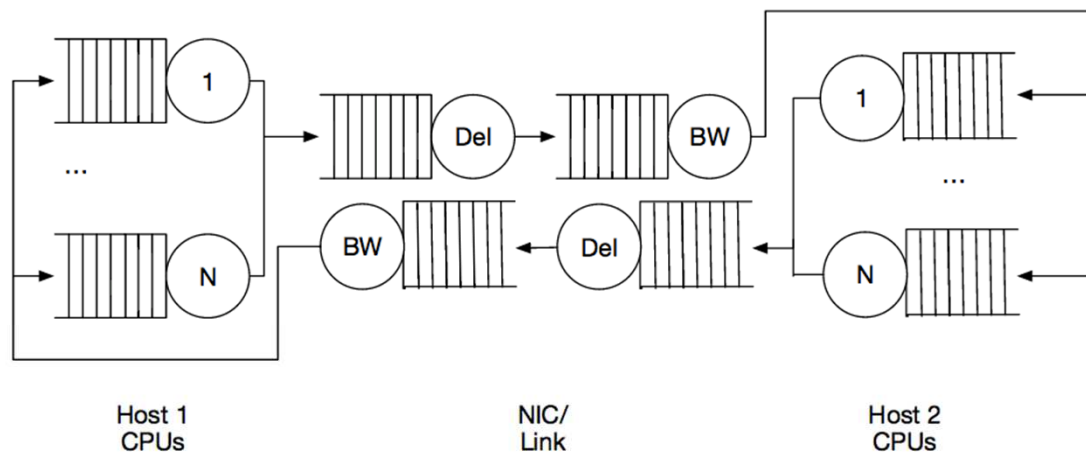 1
...
N
Del
BW
BW
Del
1
...
N
Host 1
CPUs
NIC/
Link
Host 2
CPUs